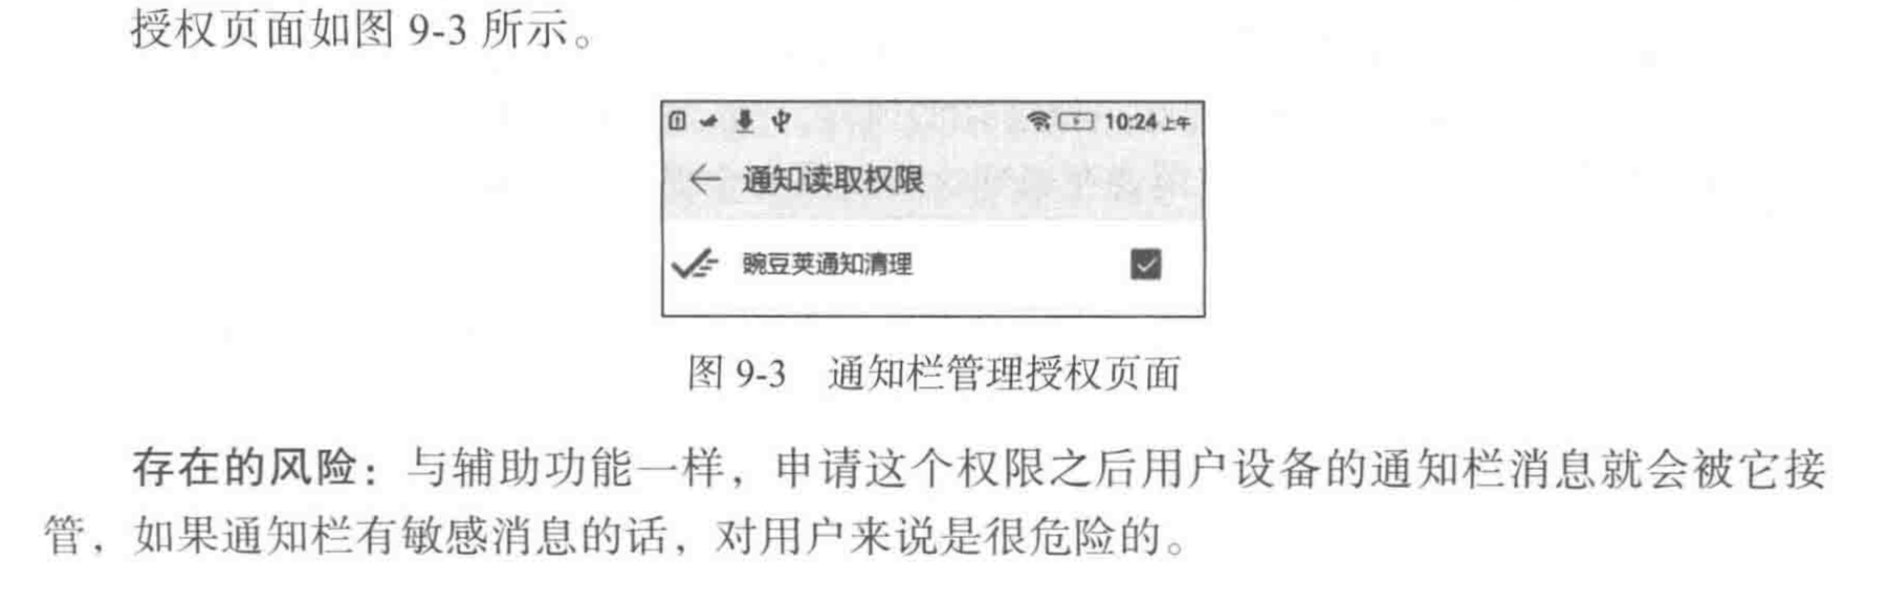 授权页面如图 9-3 所示。
10:24 上午
← 通知读取权限
豌豆荚通知清理
图 9-3 通知栏管理授权页面
存在的风险：与辅助功能一样，申请这个权限之后用户设备的通知栏消息就会被它接
管，如果通知栏有敏感消息的话，对用户来说是很危险的。